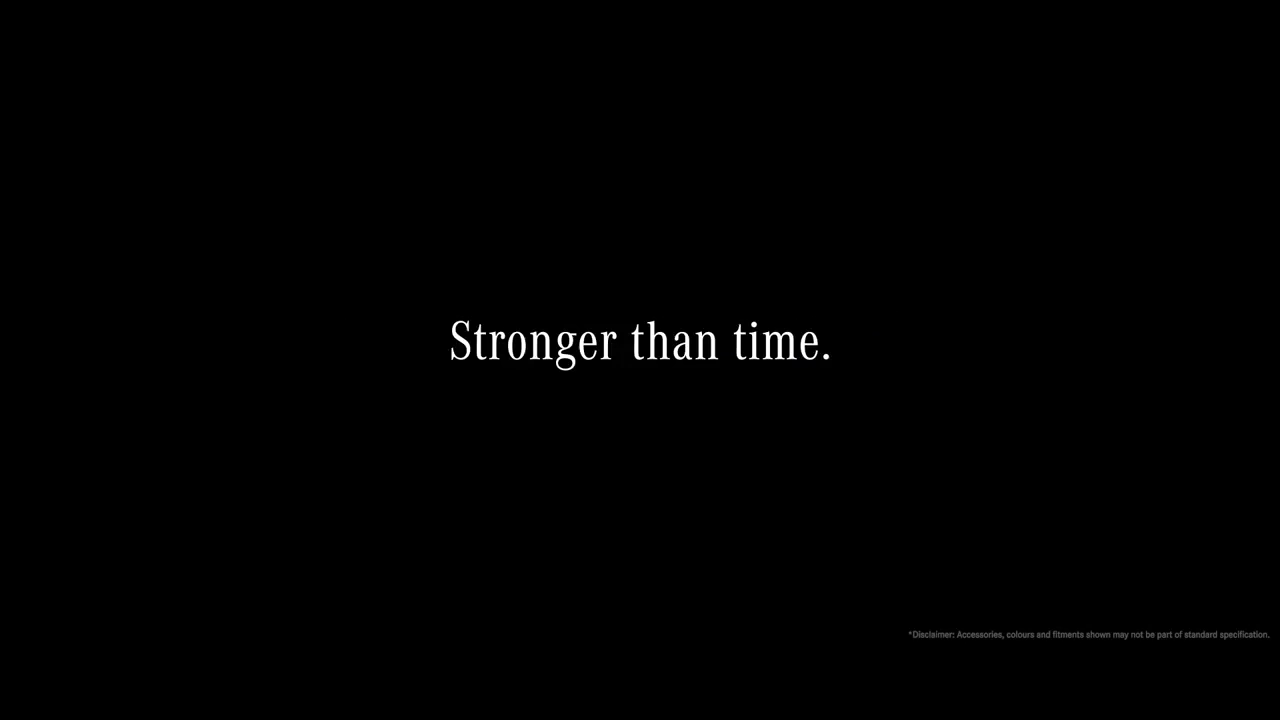 Stronger than time.
*Disclaimer: Accessories, colours and fitments shown may not be part of standard specification.